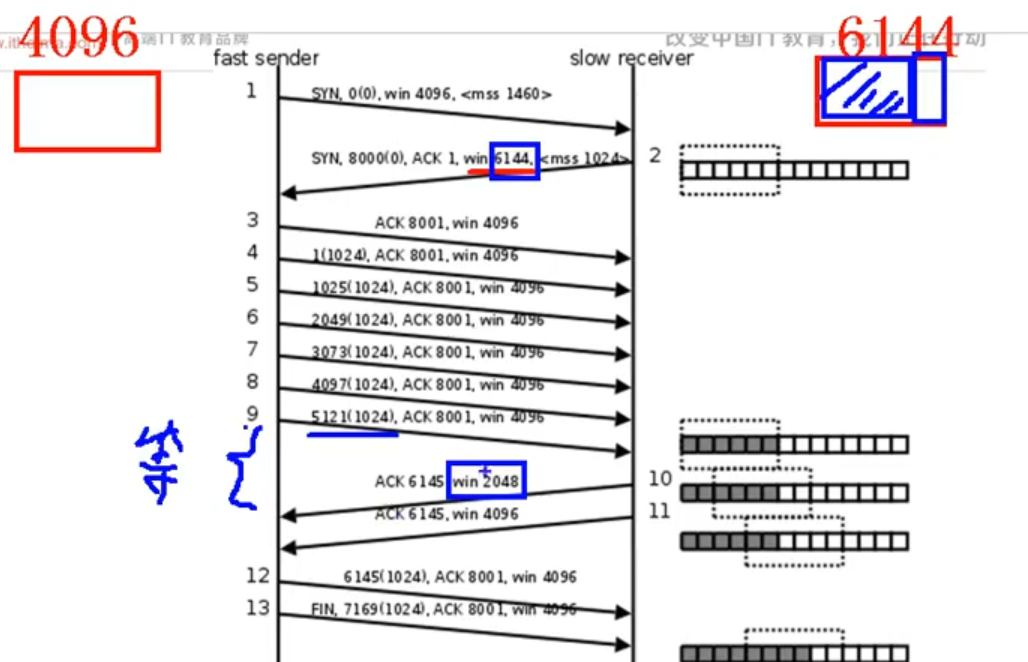 4096
6144
fast sender
slow receiver
1
SYN, 0(0), win 4096, <mss 1460>
SYN, 8000(0), ACK 1, win 6144, <mss 1024>
2
3
ACK 8001, win 4096
4
1(1024), ACK 8001, win 4096
5
1025(1024), ACK 8001, win 4096
6
2049(1024), ACK 8001, win 4096
7
3073(1024), ACK 8001, win 4096
8
4097(1024), ACK 8001, win 4096
9
5121(1024), ACK 8001, win 4096
等
ACK 6145 win 2048
10
ACK 6145, win 4096
11
12
6145(1024), ACK 8001, win 4096
13
FIN, 7169(1024), ACK 8001, win 4096